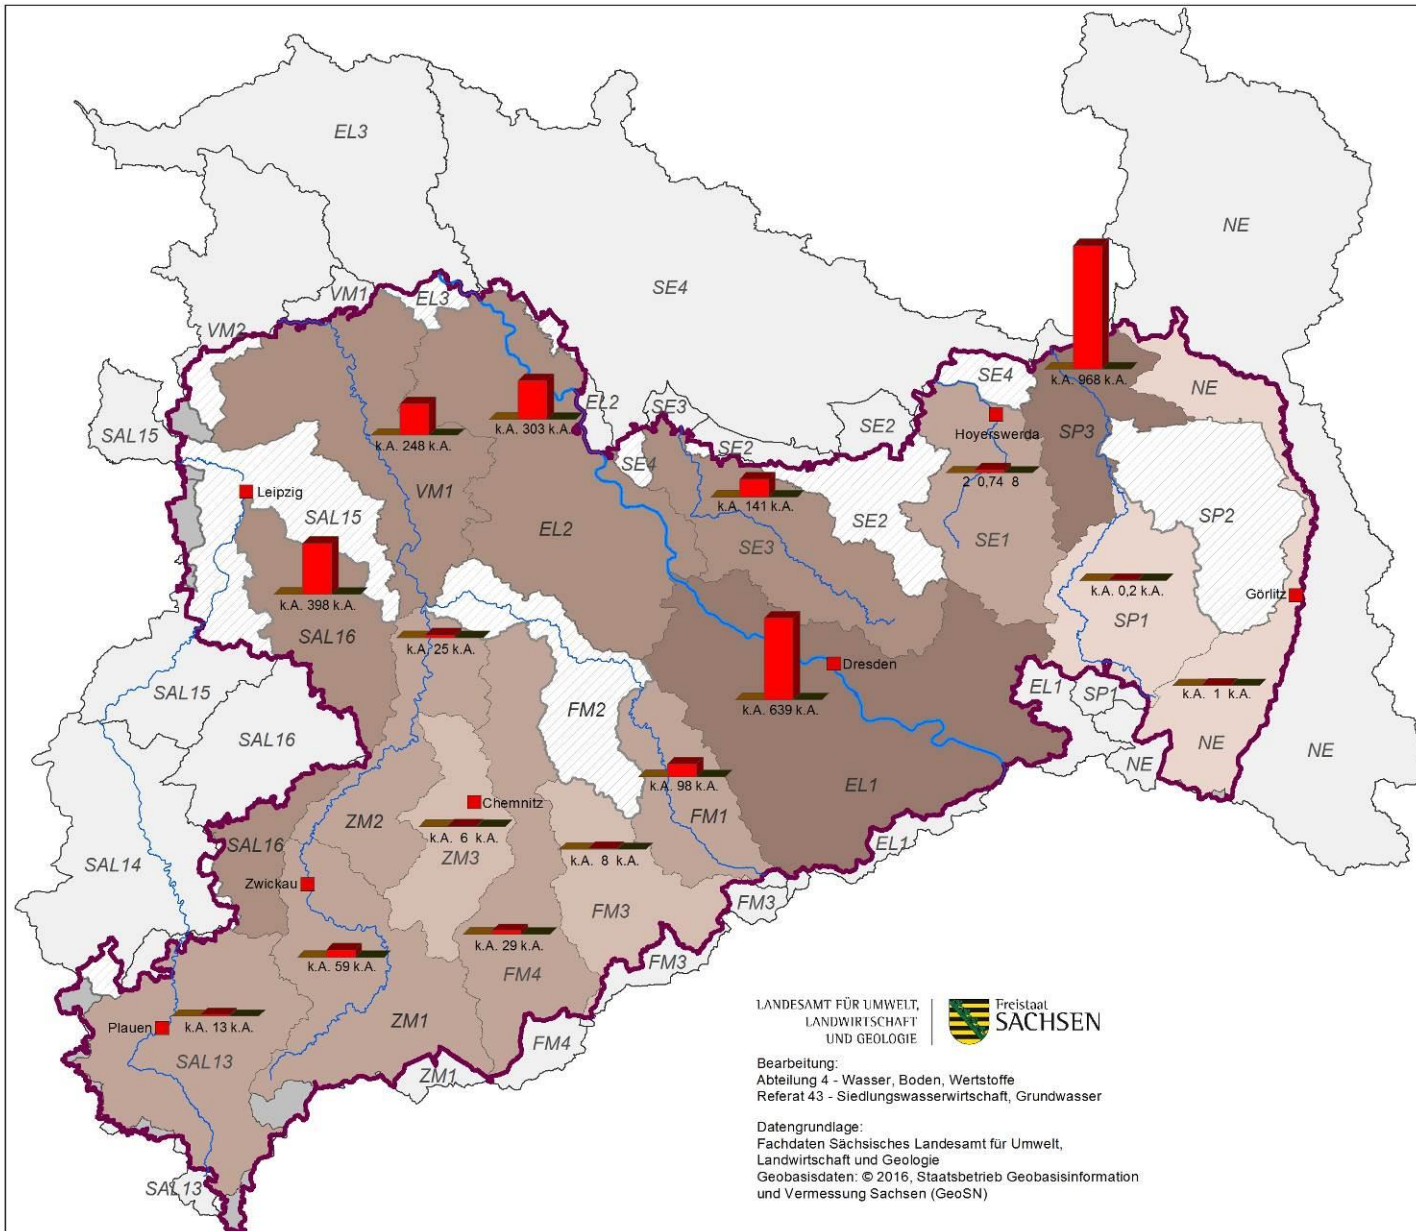 EL3
NE
SE4
VM1
EL3
VM2
SE4
NE
SAL15
EL2
SE3
SE2
k.A. 968 k.A.
k.A. 303 k.A.
k.A. 248 k.A.
Hoyerswerda
SP3
SE4
SE2
2 0,74 8
Leipzig
VM1
k.A. 141 k.A.
SAL15
SE2
SP2
EL2
SE3
SE1
k.A. 398 k.A.
k.A. 0,2 k.A.
Görlitz
SAL16
SP1
k.A. 25 k.A.
Dresden
k.A. 1 k.A.
SAL15
EL1
SP1
FM2
k.A. 639 k.A.
SAL16
NE
NE
NE
k.A. 98 k.A.
EL1
Chemnitz
ZM2
FM1
k.A. 6 k.A.
SAL16
EL1
SAL14
ZM3
k.A. 8 k.A.
Zwickau
FM3
FM3
k.A. 29 k.A.
k.A. 59 k.A.
FM3
FM4
Plauen
k.A. 13 k.A.
ZM1
FM4
SAL13
ZM1
SAL13
LANDESAMT FÜR UMWELT,
LANDWIRTSCHAFT
UND GEOLOGIE
Freistaat
SACHSEN
Bearbeitung:
Abteilung 4 - Wasser, Boden, Wertstoffe
Referat 43 - Siedlungswasserwirtschaft, Grundwasser
Datengrundlage:
Fachdaten Sächsisches Landesamt für Umwelt,
Landwirtschaft und Geologie
Geobasisdaten: © 2016, Staatsbetrieb Geobasisinformation
und Vermessung Sachsen (GeoSN)